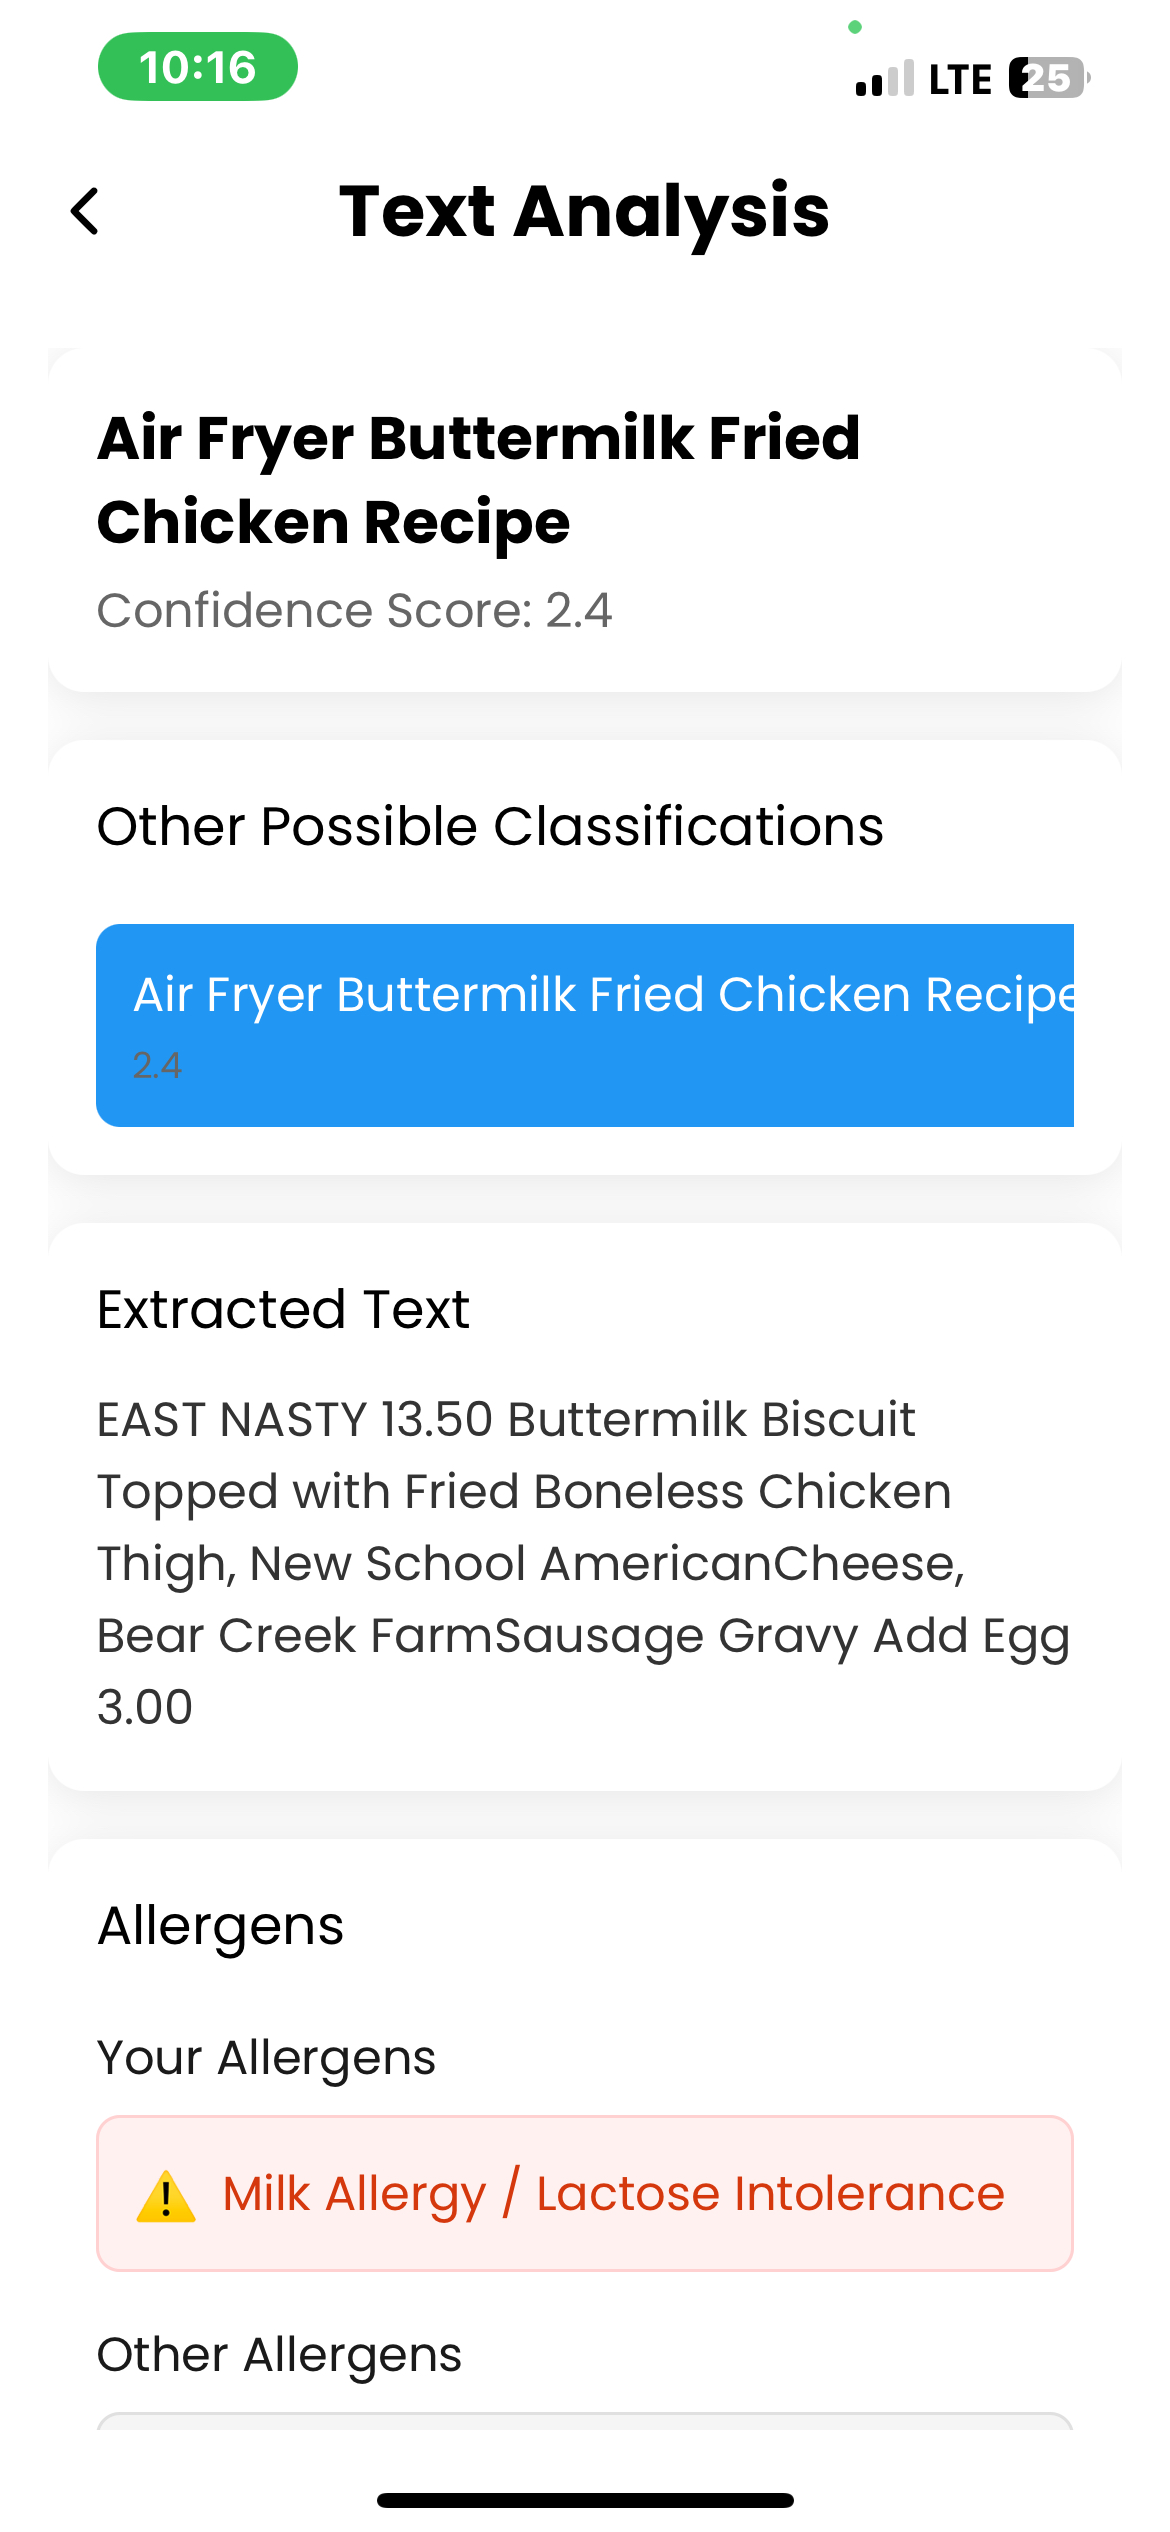 10:16
LTE 25
Text Analysis
Air Fryer Buttermilk Fried
Chicken Recipe
Confidence Score: 2.4
Other Possible Classifications
Air Fryer Buttermilk Fried Chicken Recipe
2.4
Extracted Text
EAST NASTY 13.50 Buttermilk Biscuit
Topped with Fried Boneless Chicken
Thigh, New School AmericanCheese,
Bear Creek FarmSausage Gravy Add Egg
3.00
Allergens
Your Allergens
Milk Allergy / Lactose Intolerance
Other Allergens